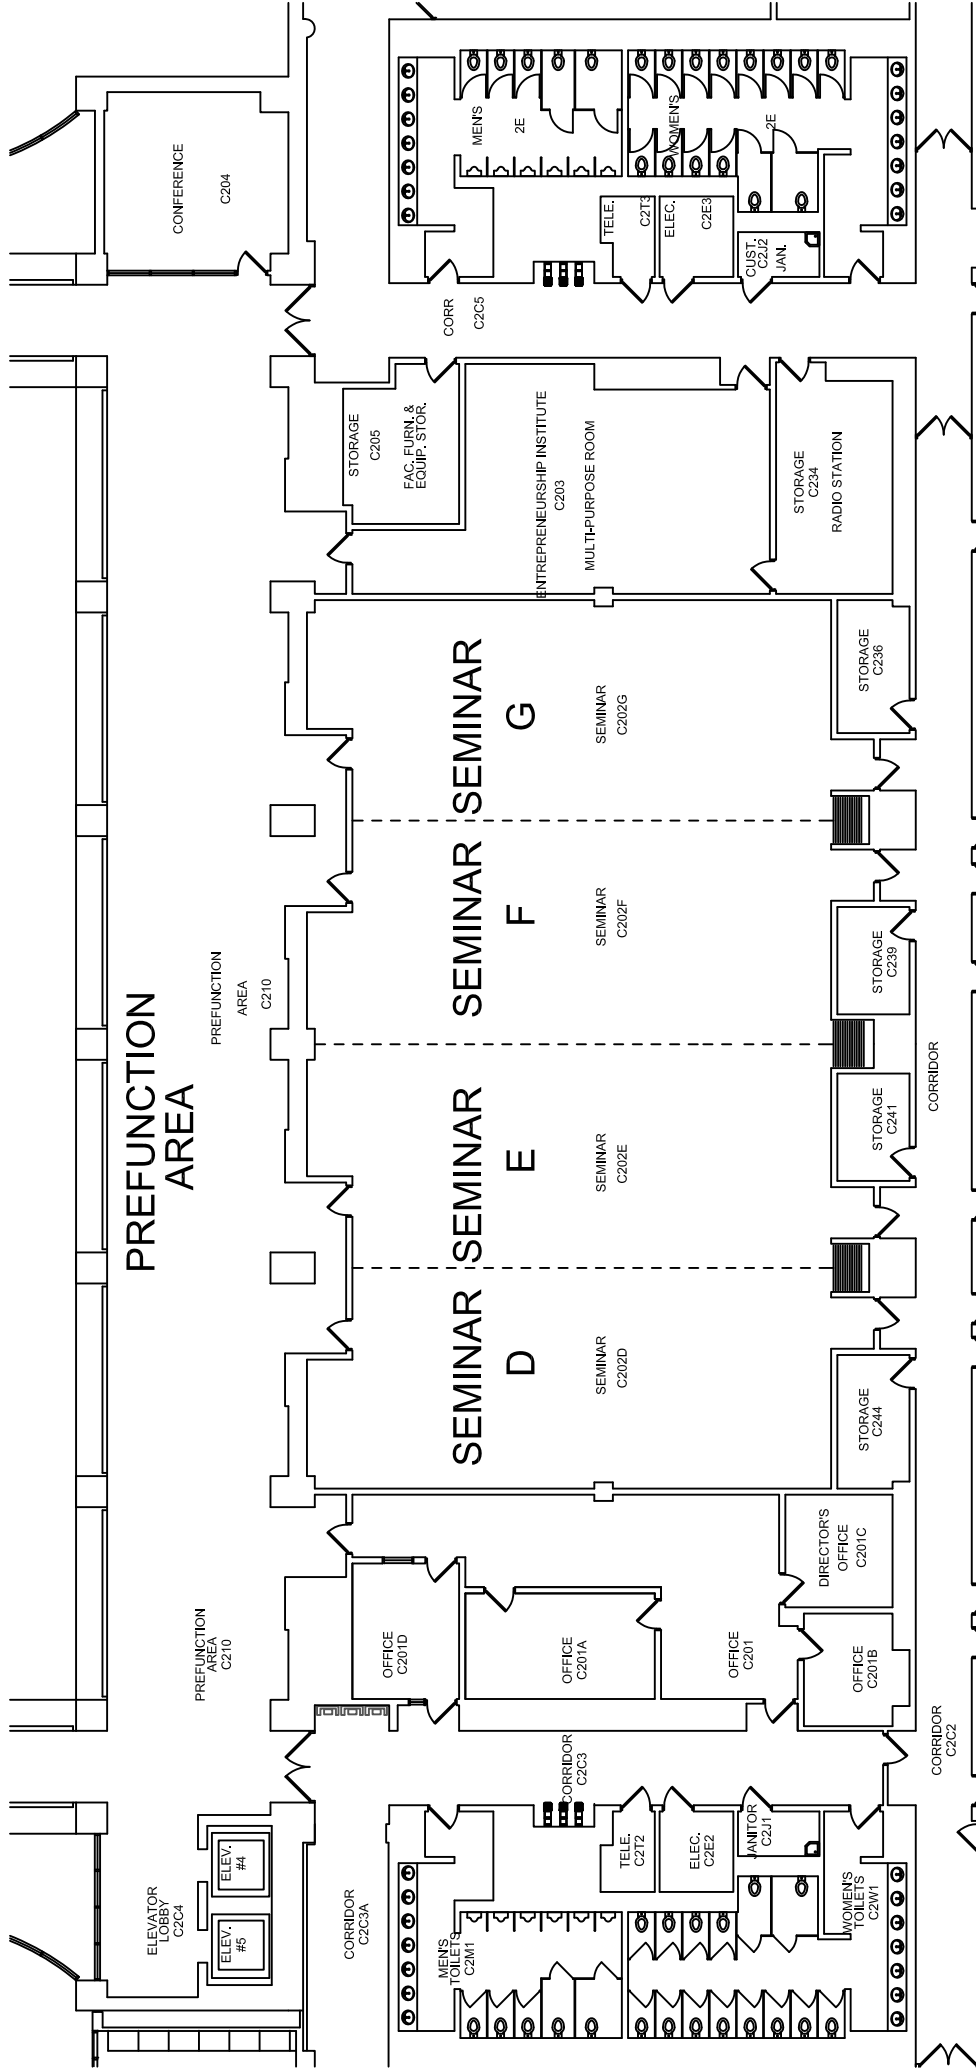 PREFUNCTION
AREA
PREFUNCTION
AREA
C210
PREFUNCTION
AREA
C210
CONFERENCE
C204
ELEVATOR
LOBBY
C2C4
ELEV.
#4
ELEV.
#5
CORRIDOR
C2C3A
CORR
C2C5
MEN'S
2E
WOMEN'S
2E
TELE.
C2T3
ELEC.
C2E3
CUST.
C2J2
JAN.
STORAGE
C205
FAC. FURN. &
EQUIP. STOR.
ENTREPRENEURSHIP INSTITUTE
C203
MULTI-PURPOSE ROOM
STORAGE
C234
RADIO STATION
SEMINAR
D
SEMINAR
C202D
SEMINAR
E
SEMINAR
C202E
SEMINAR
F
SEMINAR
C202F
SEMINAR
G
SEMINAR
C202G
STORAGE
C244
STORAGE
C241
STORAGE
C239
STORAGE
C236
CORRIDOR
OFFICE
C201D
OFFICE
C201A
OFFICE
C201
DIRECTOR'S
OFFICE
C201C
OFFICE
C201B
CORRIDOR
C2C3
CORRIDOR
C2C2
MEN'S
TOILETS
C2M1
TELE.
C2T2
ELEC.
C2E2
JANITOR
C2J1
WOMEN'S
TOILETS
C2W1